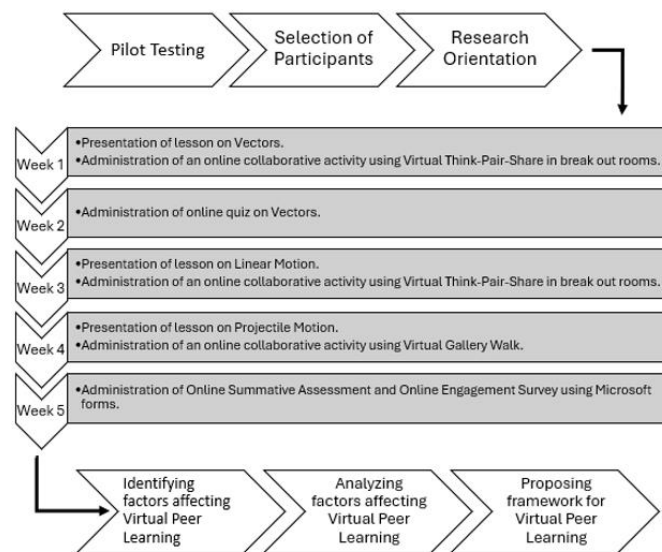 Pilot Testing
Selection of
Participants
Research
Orientation
Week 1
•Presentation of lesson on Vectors.
•Administration of an online collaborative activity using Virtual Think-Pair-Share in break out rooms.
Week 2
•Administration of online quiz on Vectors.
Week 3
•Presentation of lesson on Linear Motion.
•Administration of an online collaborative activity using Virtual Think-Pair-Share in break out rooms.
Week 4
•Presentation of lesson on Projectile Motion.
•Administration of an online collaborative activity using Virtual Gallery Walk.
Week 5
•Administration of Online Summative Assessment and Online Engagement Survey using Microsoft
forms.
Identifying
factors affecting
Virtual Peer
Learning
Analyzing
factors affecting
Virtual Peer
Learning
Proposing
framework for
Virtual Peer
Learning